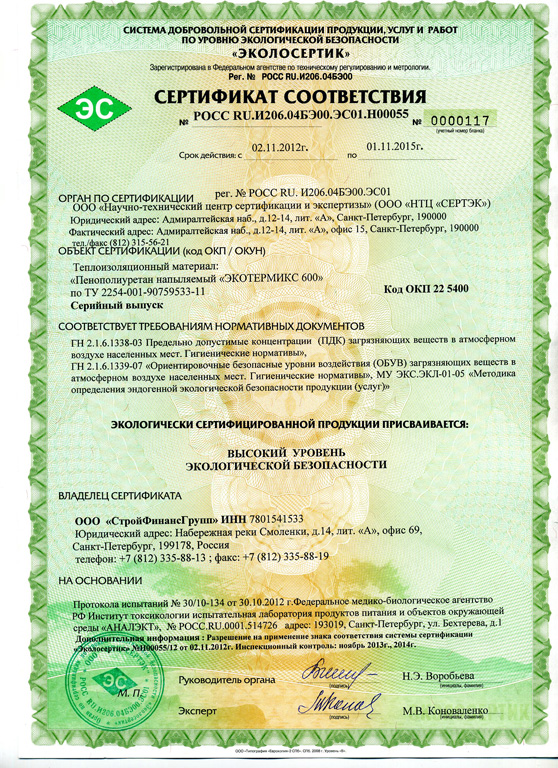 СИСТЕМА ДОБРОВОЛЬНОЙ СЕРТИФИКАЦИИ ПРОДУКЦИИ, УСЛУГ И РАБОТ
ПО УРОВНЮ ЭКОЛОГИЧЕСКОЙ БЕЗОПАСНОСТИ
«ЭКОЛОСЕРТИК»
Зарегистрирована в Федеральном агентстве по техническому регулированию и метрологии.
Рег. № РОСС RU.И206.04БЭ00
ЭС
СЕРТИФИКАТ СООТВЕТСТВИЯ
№ РОСС RU.И206.04БЭ00.ЭС01.Н00055 № 0000117
(учетный номер бланка)
Срок действия: с 02.11.2012г. по 01.11.2015г.
ОРГАН ПО СЕРТИФИКАЦИИ рег. № РОСС RU. И206.04БЭ00.ЭС01
ООО «Научно-технический центр сертификации и экспертизы» (ООО «НТЦ «СЕРТЭК»)
Юридический адрес: Адмиралтейская наб., д.12-14, лит. «А», Санкт-Петербург, 190000
Фактический адрес: Адмиралтейская наб., д.12-14, лит. «А», офис 15, Санкт-Петербург, 190000
тел./факс (812) 315-56-21
ОБЪЕКТ СЕРТИФИКАЦИИ (код ОКП / ОКУН)
Теплоизоляционный материал:
«Пенополиуретан напыляемый «ЭКОТЕРМИКС 600»
по ТУ 2254-001-90759533-11 Код ОКП 22 5400
Серийный выпуск
СООТВЕТСТВУЕТ ТРЕБОВАНИЯМ НОРМАТИВНЫХ ДОКУМЕНТОВ
ГН 2.1.6.1338-03 Предельно допустимые концентрации (ПДК) загрязняющих веществ в атмосферном
воздухе населенных мест. Гигиенические нормативы»,
ГН 2.1.6.1339-07 «Ориентировочные безопасные уровни воздействия (ОБУВ) загрязняющих веществ в
атмосферном воздухе населенных мест. Гигиенические нормативы», МУ ЭКС.ЭКЛ-01-05 «Методика
определения эндогенной экологической безопасности продукции (услуг)»
ЭКОЛОГИЧЕСКИ СЕРТИФИЦИРОВАННОЙ ПРОДУКЦИИ ПРИСВАИВАЕТСЯ:
ВЫСОКИЙ УРОВЕНЬ
ЭКОЛОГИЧЕСКОЙ БЕЗОПАСНОСТИ
ВЛАДЕЛЕЦ СЕРТИФИКАТА
ООО «СтройФинансГрупп» ИНН 7801541533
Юридический адрес: Набережная реки Смоленки, д.14, лит. «А», офис 69,
Санкт-Петербург, 199178, Россия
телефон: +7 (812) 335-88-13 ; факс: +7 (812) 335-88-19
НА ОСНОВАНИИ
Протокола испытаний № 30/10-134 от 30.10.2012 г.Федеральное медико-биологическое агентство
РФ Институт токсикологии испытательная лаборатория продуктов питания и объектов окружающей
среды «АНАЛЭКТ», № РОСС.RU.0001.514726 адрес: 193019, Санкт-Петербург, ул. Бехтерева, д.1
Дополнительная информация : Разрешение на применение знака соответствия системы сертификации
«Эколосертик» №Н00055/12 от 02.11.2012г. Инспекционный контроль: ноябрь 2013г., 2014г.
ЭС
М. П.
РОСС RU.И206.04БЭ00.ЭС01
Руководитель органа Н.Э. Воробьева
(подпись) (инициалы, фамилия)
Эксперт М.В. Коноваленко
(подпись) (инициалы, фамилия)